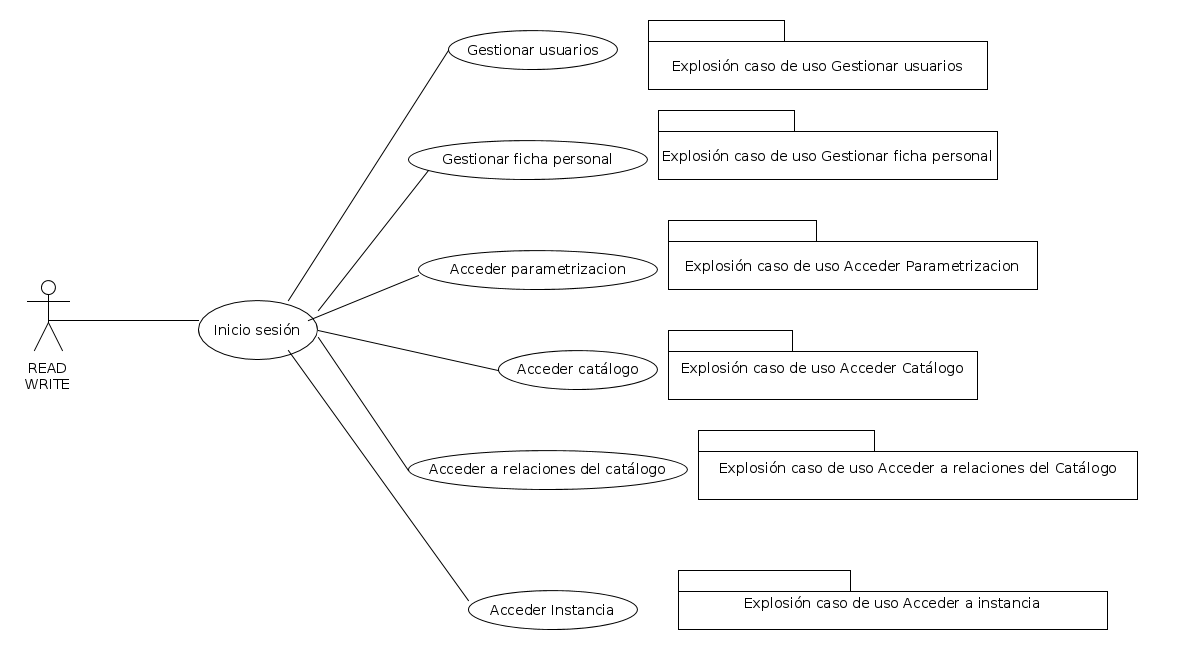 Gestionar usuarios
Explosión caso de uso Gestionar usuarios
Gestionar ficha personal
Explosión caso de uso Gestionar ficha personal
Acceder parametrizacion
Explosión caso de uso Acceder Parametrizacion
Inicio sesión
READ
WRITE
Acceder catálogo
Explosión caso de uso Acceder Catálogo
Acceder a relaciones del catálogo
Explosión caso de uso Acceder a relaciones del Catálogo
Acceder Instancia
Explosión caso de uso Acceder a instancia